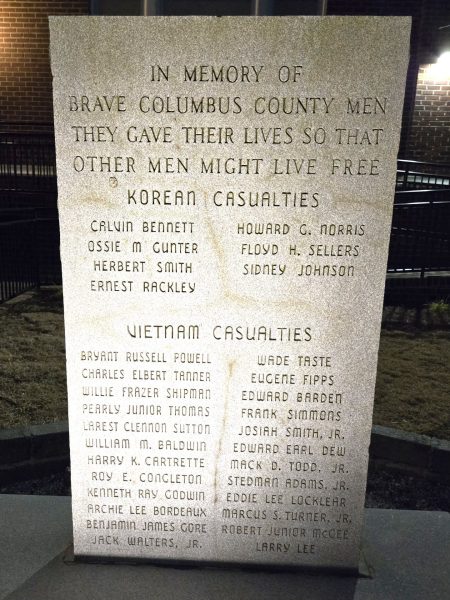 IN MEMORY OF
BRAVE COLUMBUS COUNTY MEN
THEY GAVE THEIR LIVES SO THAT
OTHER MEN MIGHT LIVE FREE
KOREAN CASUALTIES
CALVIN BENNETT
OSSIE M GUNTER
HERBERT SMITH
ERNEST RACKLEY
HOWARD G. NORRIS
FLOYD H. SELLERS
SIDNEY JOHNSON
VIETNAM CASUALTIES
BRYANT RUSSELL POWELL
CHARLES ELBERT TANNER
WILLIE FRAZER SHIPMAN
PEARLY JUNIOR THOMAS
LAREST CLENNON SUTTON
WILLIAM M. BALDWIN
HARRY K. CARTRETTE
ROY E. CONGLETON
KENNETH RAY GODWIN
ARCHIE LEE BORDEAUX
BENJAMIN JAMES GORE
JACK WALTERS, JR.
WADE TASTE
EUGENE FIPPS
EDWARD BARDEN
FRANK SIMMONS
JOSIAH SMITH, JR.
EDWARD EARL DEW
MACK D. TODD, JR.
STEDMAN ADAMS, JR.
EDDIE LEE LOCKLEAR
MARCUS S. TURNER, JR.
ROBERT JUNIOR McGEE
LARRY LEE